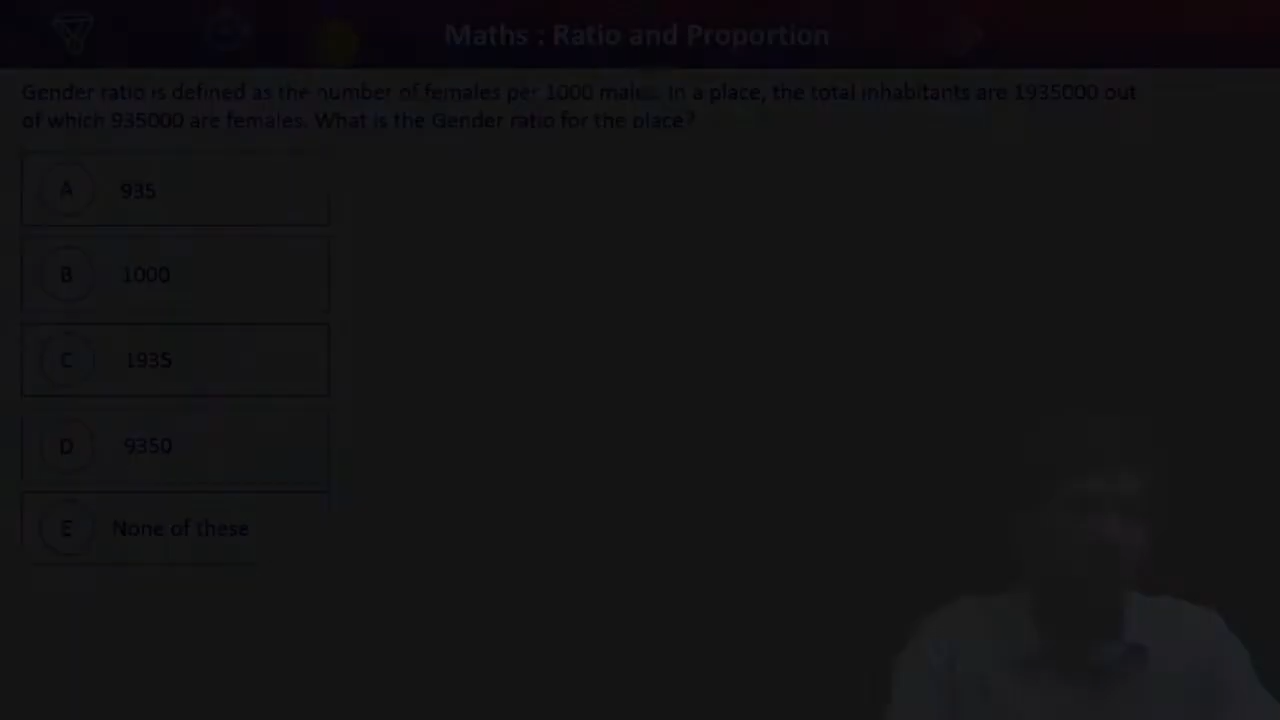 Maths : Ratio and Proportion
Gender ratio is defined as the number of females per 1000 males. In a place, the total inhabitants are 1935000 out
of which 935000 are females. What is the Gender ratio for the place?
A 935
B 1000
C 1935
D 9350
E None of these